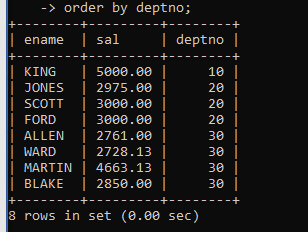 -> order by deptno;
+--------+---------+--------+
| ename  | sal     | deptno |
+--------+---------+--------+
| KING   | 5000.00 |     10 |
| JONES  | 2975.00 |     20 |
| SCOTT  | 3000.00 |     20 |
| FORD   | 3000.00 |     20 |
| ALLEN  | 2761.00 |     30 |
| WARD   | 2728.13 |     30 |
| MARTIN | 4663.13 |     30 |
| BLAKE  | 2850.00 |     30 |
+--------+---------+--------+
8 rows in set (0.00 sec)